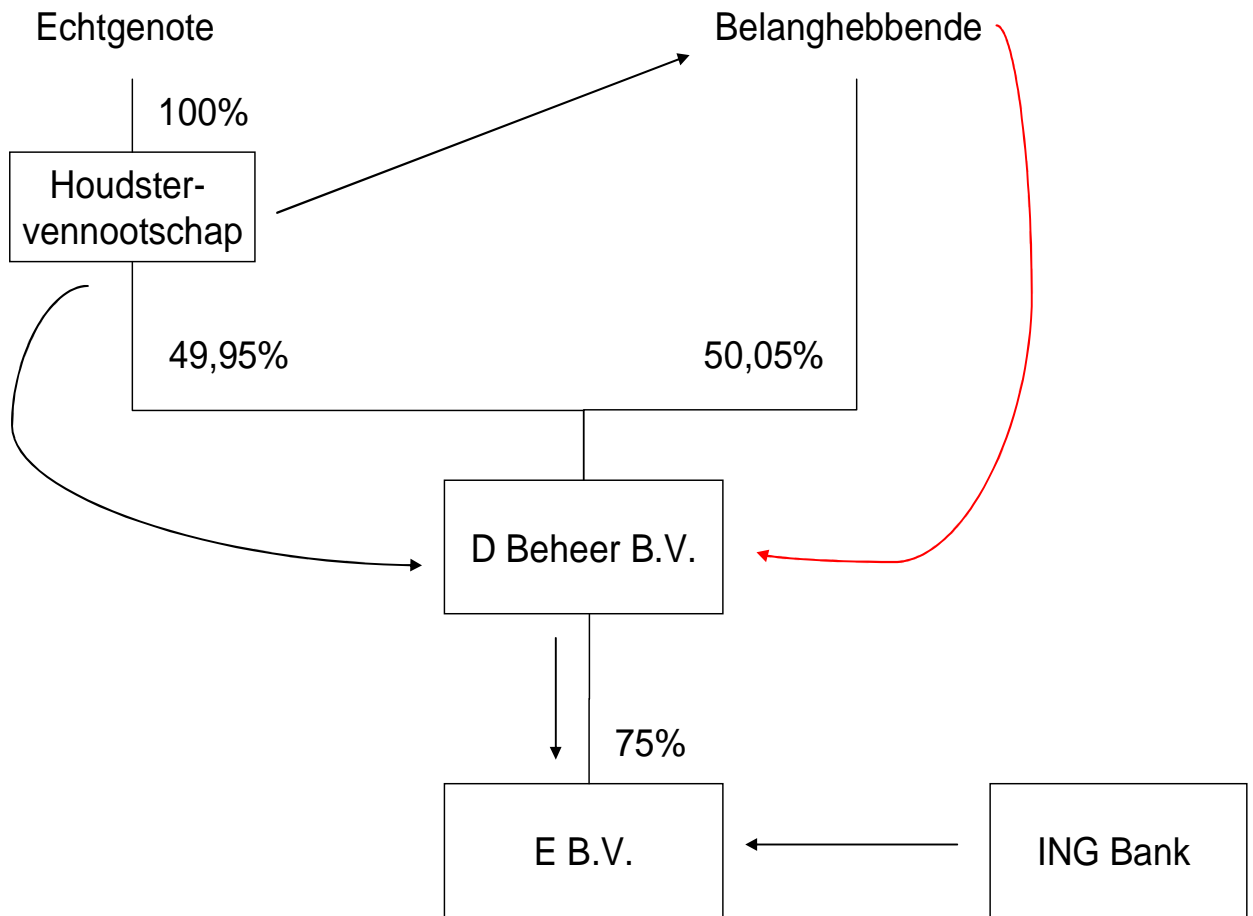 Echtgenote
Belanghebbende
100%
Houdster-
vennootschap
49,95%
50,05%
D Beheer B.V.
75%
E B.V.
ING Bank